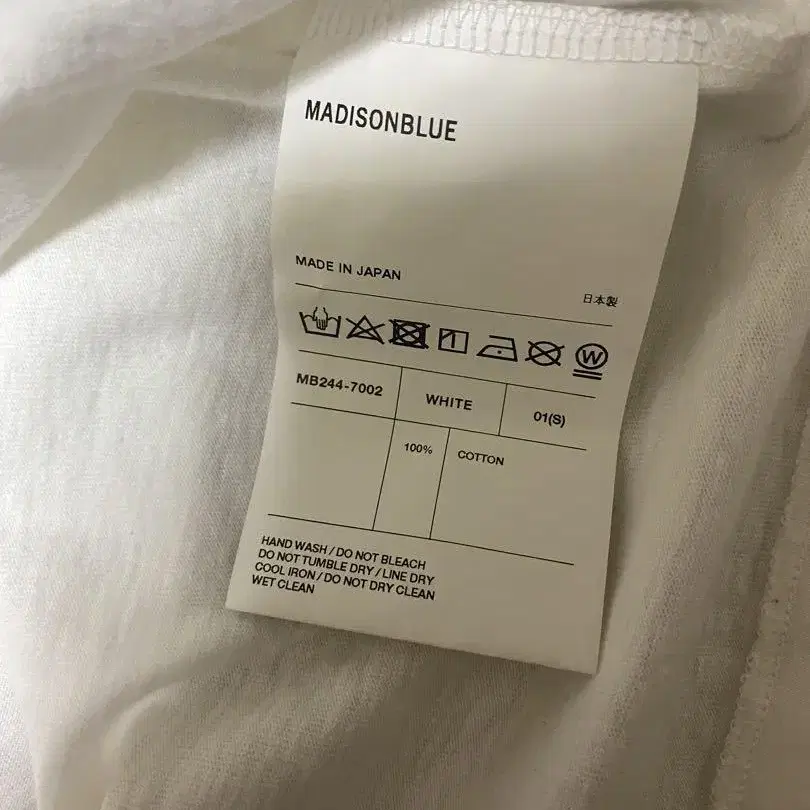 MADISONBLUE
MADE IN JAPAN
日本製
W
MB244-7002 WHITE 01(S)
100% COTTON
HAND WASH / DO NOT BLEACH
DO NOT TUMBLE DRY / LINE DRY
COOL IRON / DO NOT DRY CLEAN
WET CLEAN